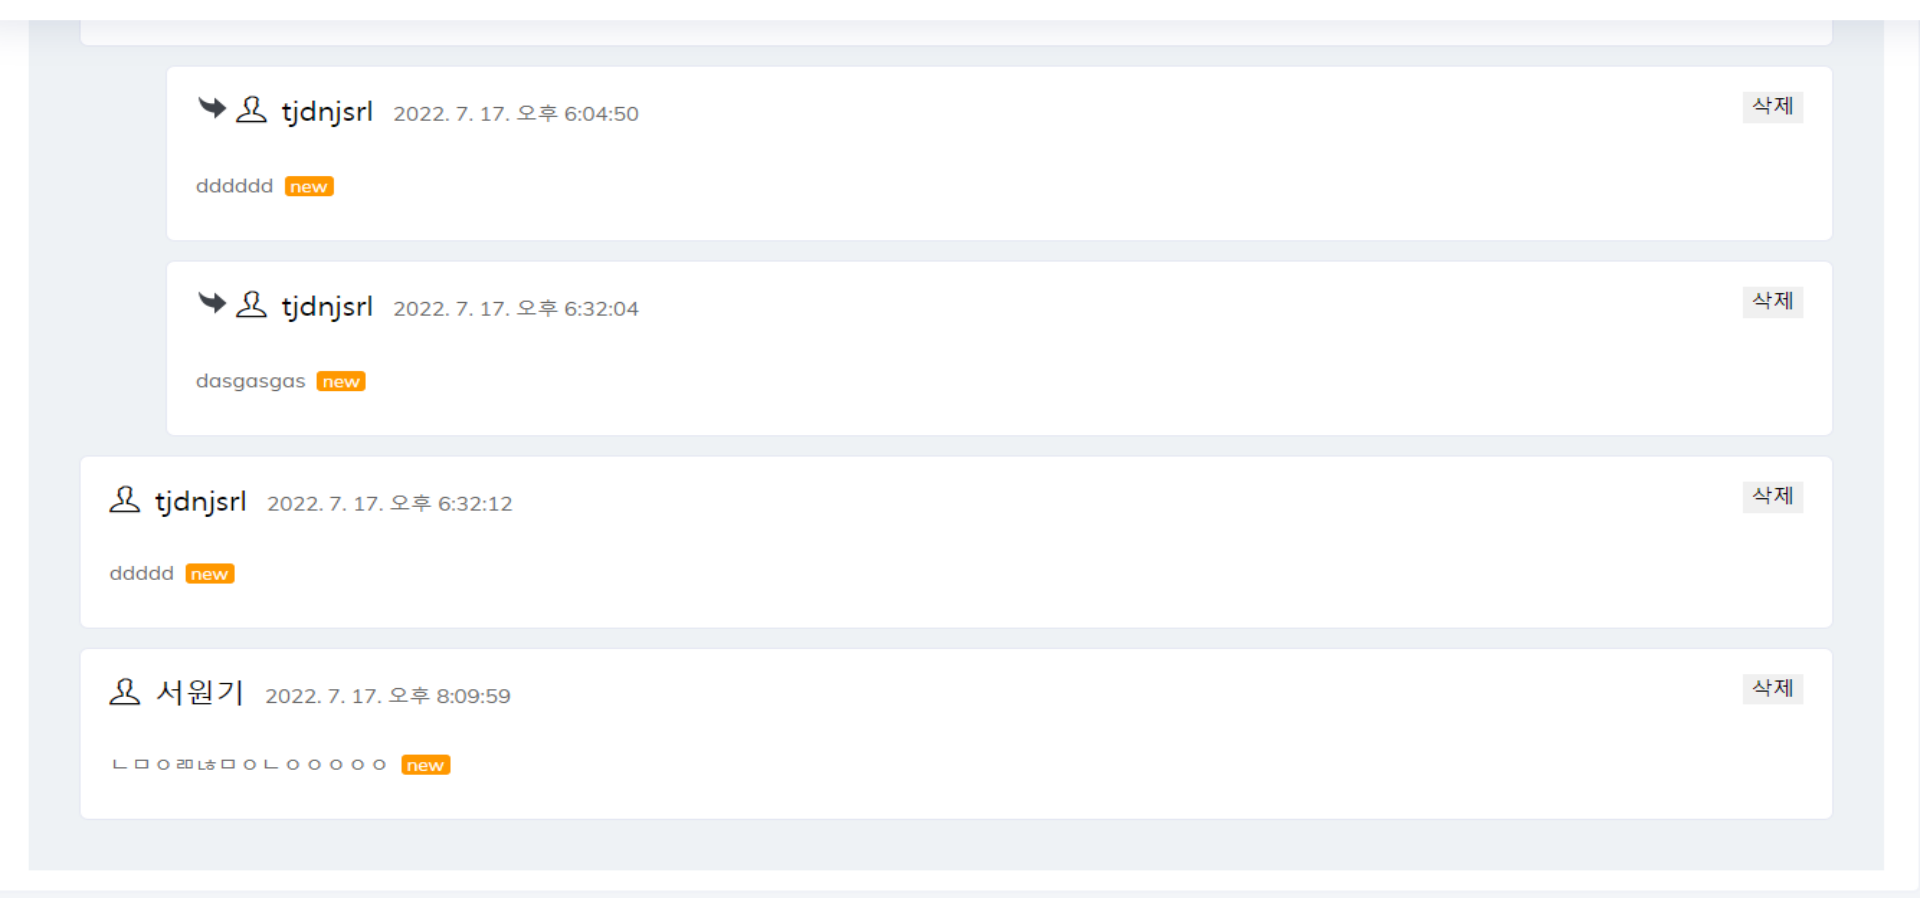 tjdnjsrl 2022. 7. 17. 오후 6:04:50 삭제
dddddd new
tjdnjsrl 2022. 7. 17. 오후 6:32:04 삭제
dasgasgas new
tjdnjsrl 2022. 7. 17. 오후 6:32:12 삭제
ddddd new
서원기 2022. 7. 17. 오후 8:09:59 삭제
ㄴㅁㅇㄻㄶㅁㅇㄴㅇㅇㅇㅇㅇ new